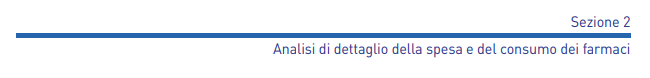 Sezione 2
Analisi di dettaglio della spesa e del consumo dei farmaci